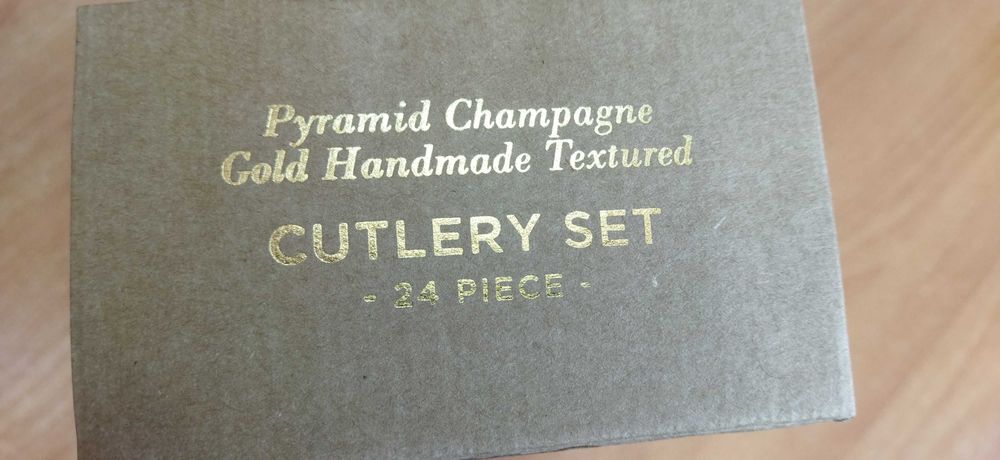 Pyramid Champagne
Gold Handmade Textured
CUTLERY SET
- 24 PIECE -